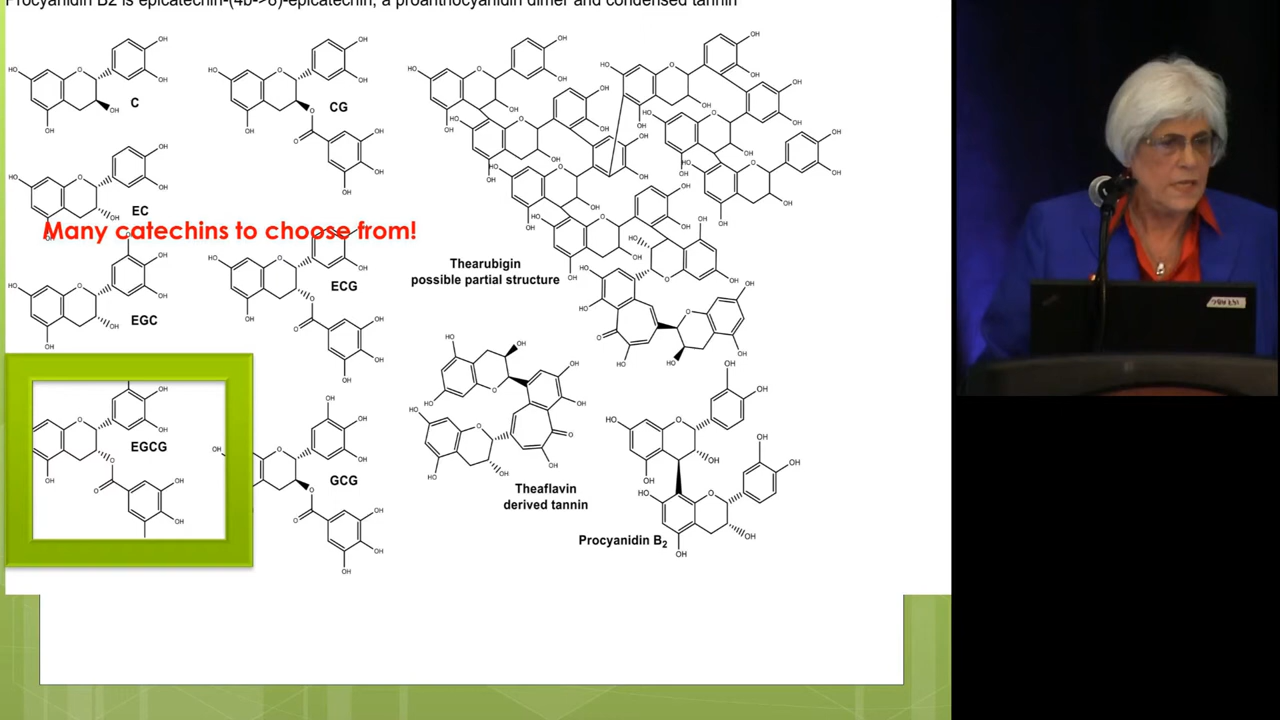 Procyanidin B2 is epicatechin-(4b->8)-epicatechin, a proanthocyanidin dimer and condensed tannin
C
CG
EC
Many catechins to choose from!
EGC
ECG
Thearubigin
possible partial structure
EGCG
GCG
Theaflavin
derived tannin
Procyanidin B2